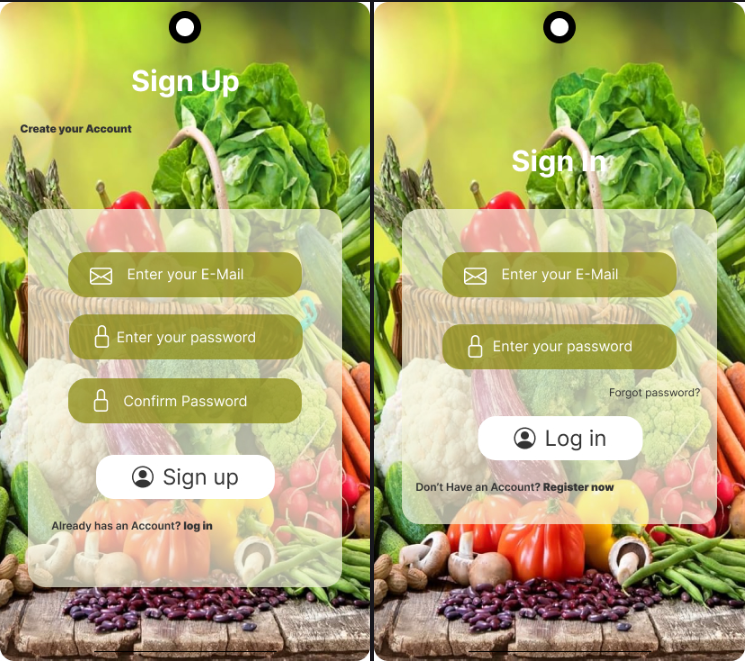 Sign Up
Create your Account
Enter your E-Mail
Enter your password
Confirm Password
Sign up
Already has an Account? log in
Sign In
Enter your E-Mail
Enter your password
Forgot password?
Log in
Don't Have an Account? Register now